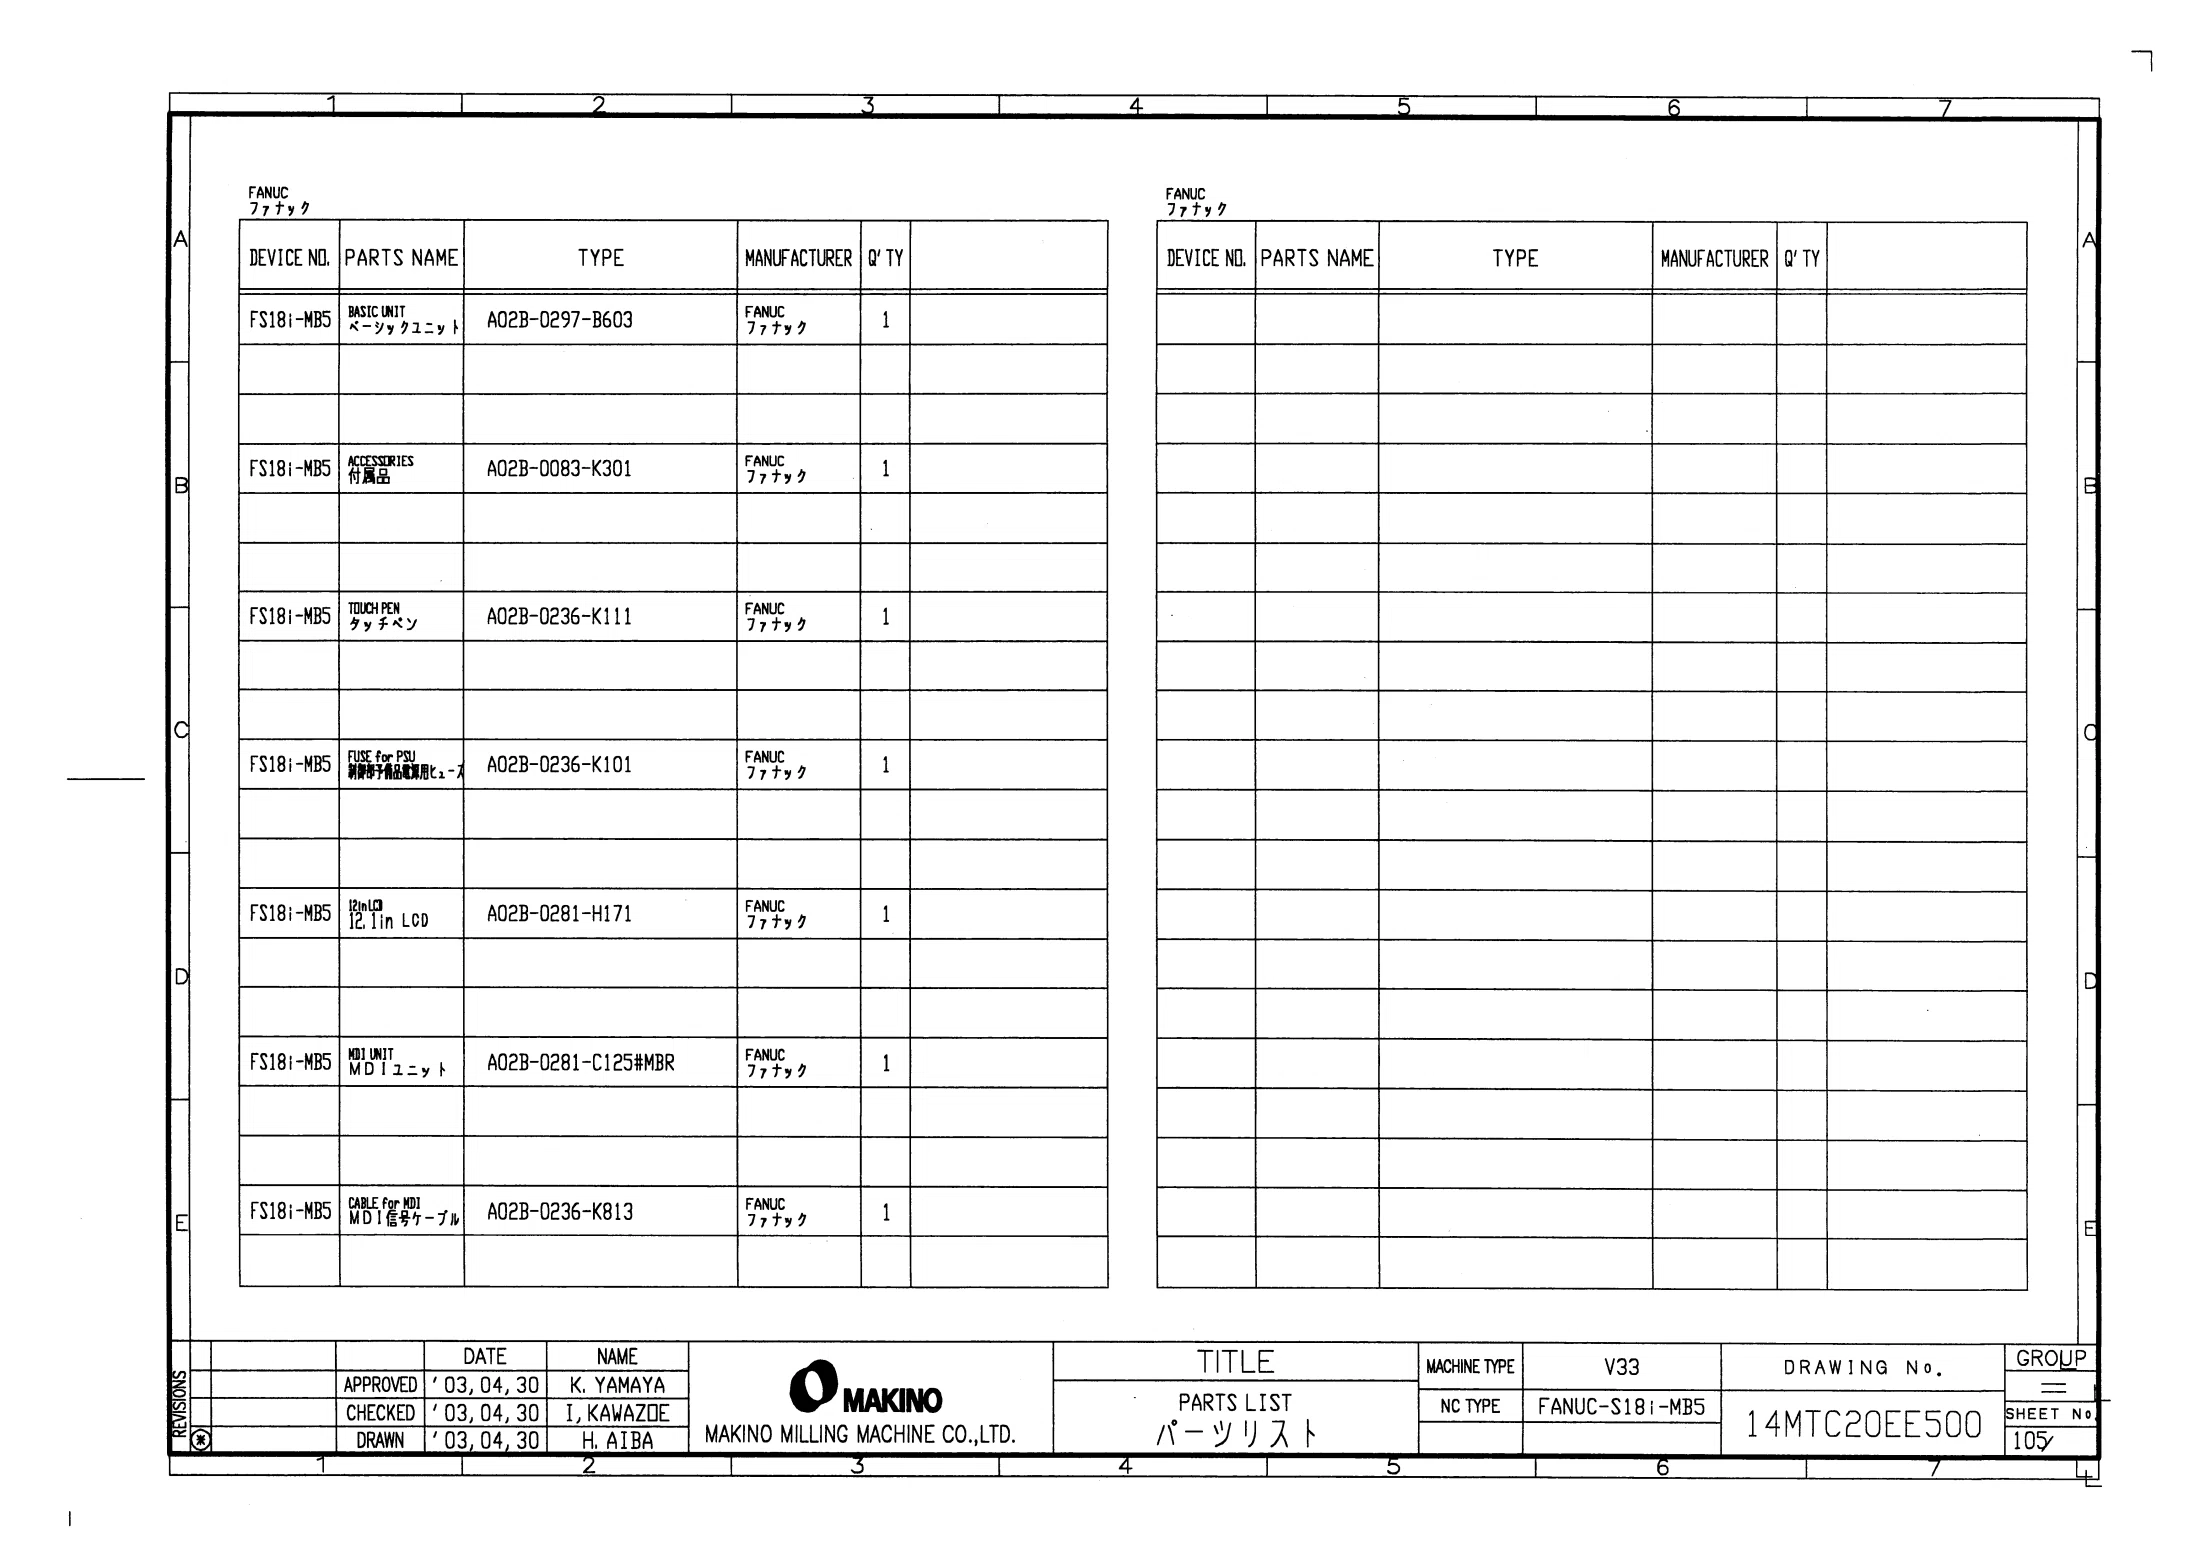 1 2 3 4 5 6 7
FANUC
ファナック
DEVICE NO. PARTS NAME TYPE MANUFACTURER Q'TY
FS18i-MB5 BASIC UNIT
ベーシックユニット A02B-0297-B603 FANUC
ファナック 1
FS18i-MB5 ACCESSORIES
付属品 A02B-0083-K301 FANUC
ファナック 1
FS18i-MB5 TOUCH PEN
タッチペン A02B-0236-K111 FANUC
ファナック 1
FS18i-MB5 FUSE for PSU
用ヒューズ A02B-0236-K101 FANUC
ファナック 1
FS18i-MB5 12inLCD
12.1in LCD A02B-0281-H171 FANUC
ファナック 1
FS18i-MB5 MDI UNIT
MDIユニット A02B-0281-C125#MBR FANUC
ファナック 1
FS18i-MB5 CABLE for MDI
MDI信号ケーブル A02B-0236-K813 FANUC
ファナック 1
FANUC
ファナック
DEVICE NO. PARTS NAME TYPE MANUFACTURER Q'TY
A A
B B
C C
D D
E E
REVISIONS
DATE NAME
APPROVED '03,04,30 K. YAMAYA
CHECKED '03,04,30 I,KAWAZOE
DRAWN '03,04,30 H. AIBA
MAKINO
MAKINO MILLING MACHINE CO.,LTD.
TITLE
PARTS LIST
パーツリスト
MACHINE TYPE V33
NC TYPE FANUC-S18i-MB5
DRAWING No.
14MTC20EE500
GROUP
=
SHEET No.
105/
1 2 3 4 5 6 7